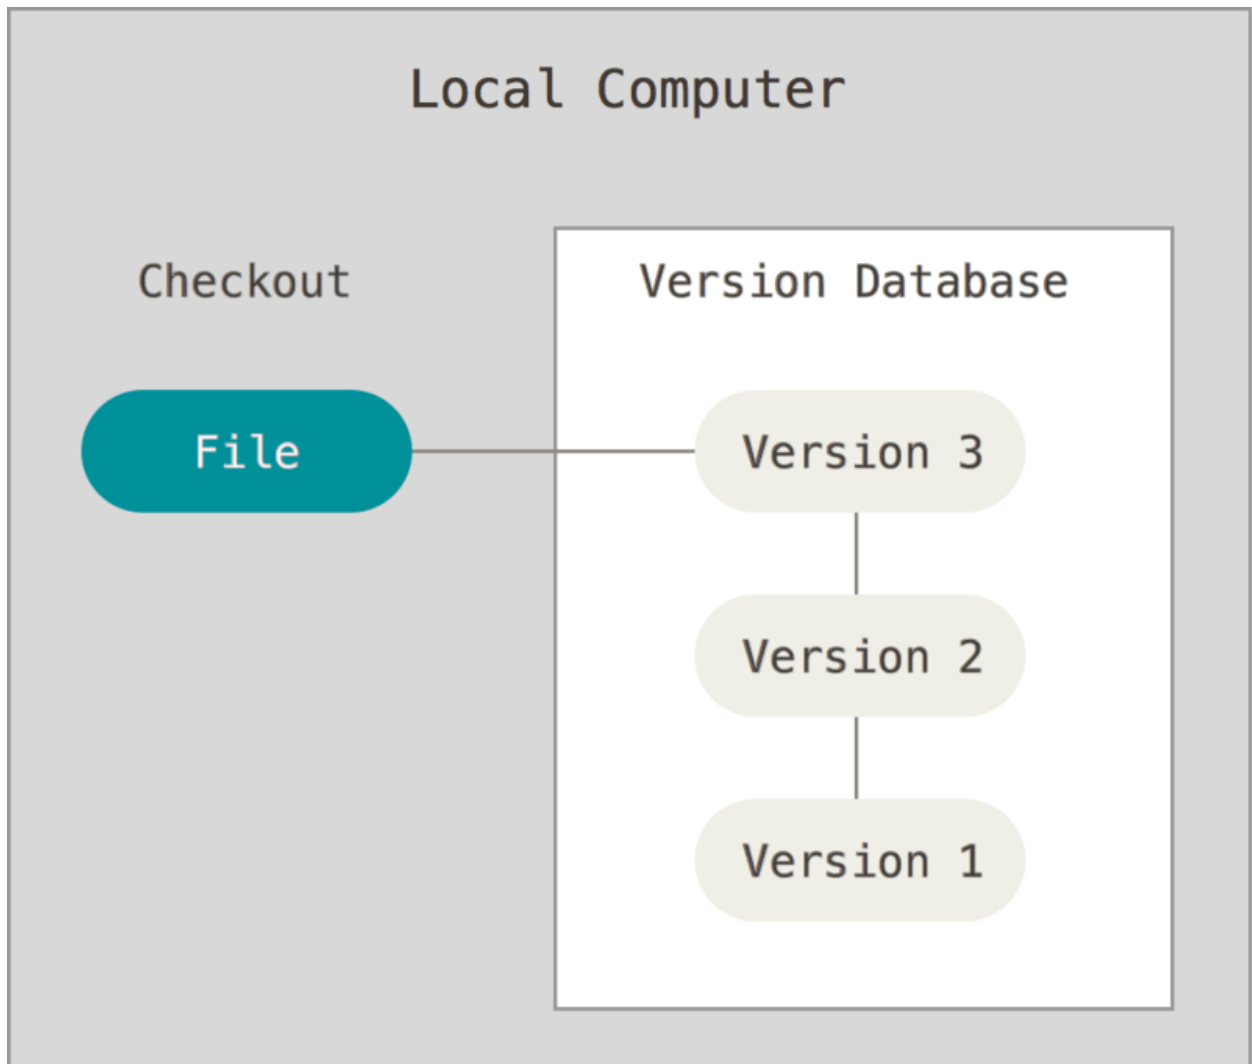 Local Computer
Checkout
Version Database
File
Version 3
Version 2
Version 1